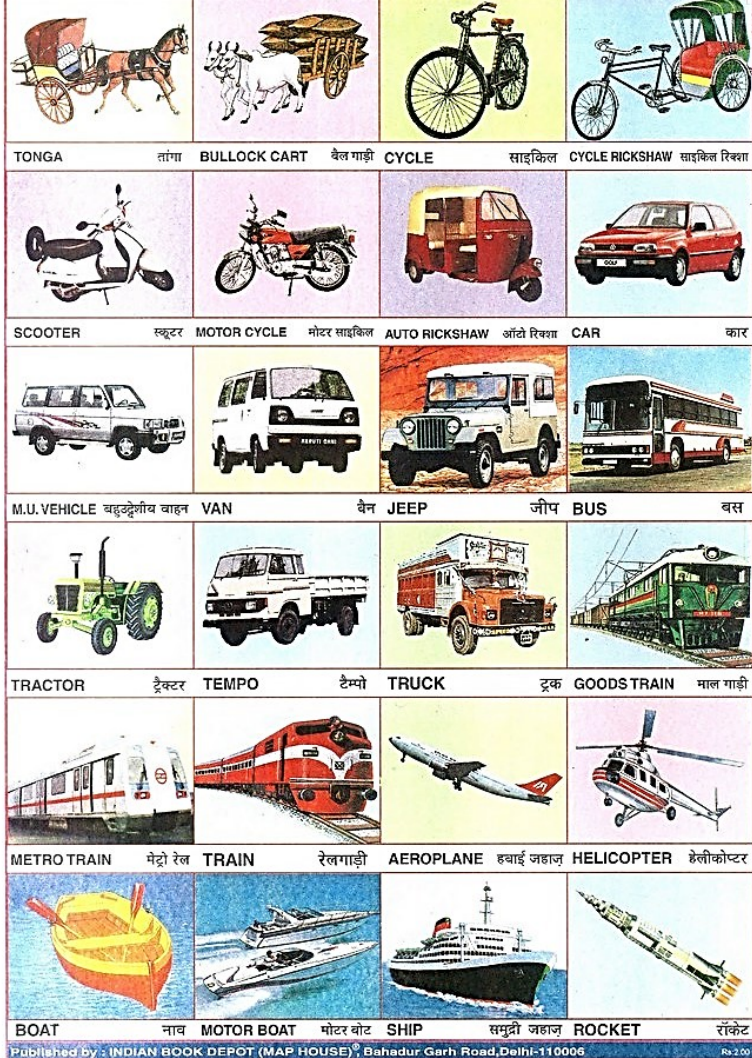 TONGA तांगा BULLOCK CART बैल गाड़ी CYCLE साइकिल CYCLE RICKSHAW साइकिल रिक्शा
GOLF
SCOOTER स्कूटर MOTOR CYCLE मोटर साइकिल AUTO RICKSHAW ऑटो रिक्शा CAR कार
MARUTI OMNI
M.U. VEHICLE बहुउद्देशीय वाहन VAN वैन JEEP जीप BUS बस
TRACTOR ट्रैक्टर TEMPO टैम्पो TRUCK ट्रक GOODS TRAIN माल गाड़ी
METRO TRAIN मेट्रो रेल TRAIN रेलगाड़ी AEROPLANE हवाई जहाज़ HELICOPTER हेलीकोप्टर
BOAT नाव MOTOR BOAT मोटर बोट SHIP समुद्री जहाज़ ROCKET रॉकेट
Published by : INDIAN BOOK DEPOT (MAP HOUSE)®, Bahadur Garh Road, Delhi-110006